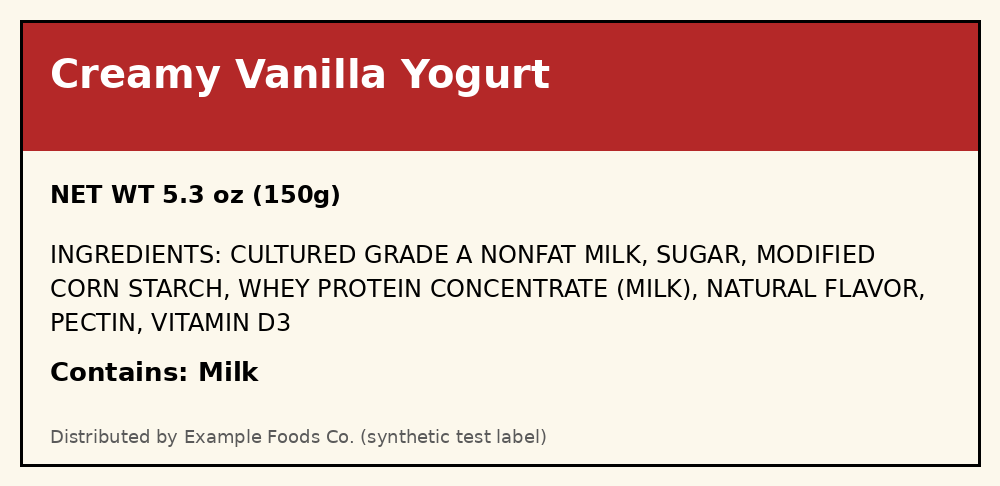 Creamy Vanilla Yogurt
NET WT 5.3 oz (150g)
INGREDIENTS: CULTURED GRADE A NONFAT MILK, SUGAR, MODIFIED
CORN STARCH, WHEY PROTEIN CONCENTRATE (MILK), NATURAL FLAVOR,
PECTIN, VITAMIN D3
Contains: Milk
Distributed by Example Foods Co. (synthetic test label)